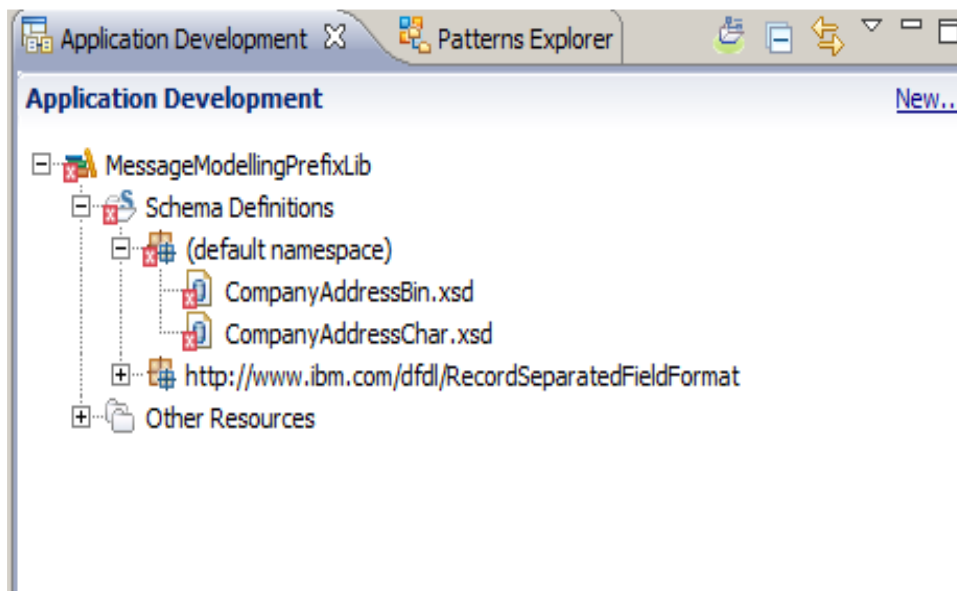 Application Development Patterns Explorer
Application Development New..
MessageModellingPrefixLib
Schema Definitions
(default namespace)
CompanyAddressBin.xsd
CompanyAddressChar.xsd
http://www.ibm.com/dfdl/RecordSeparatedFieldFormat
Other Resources